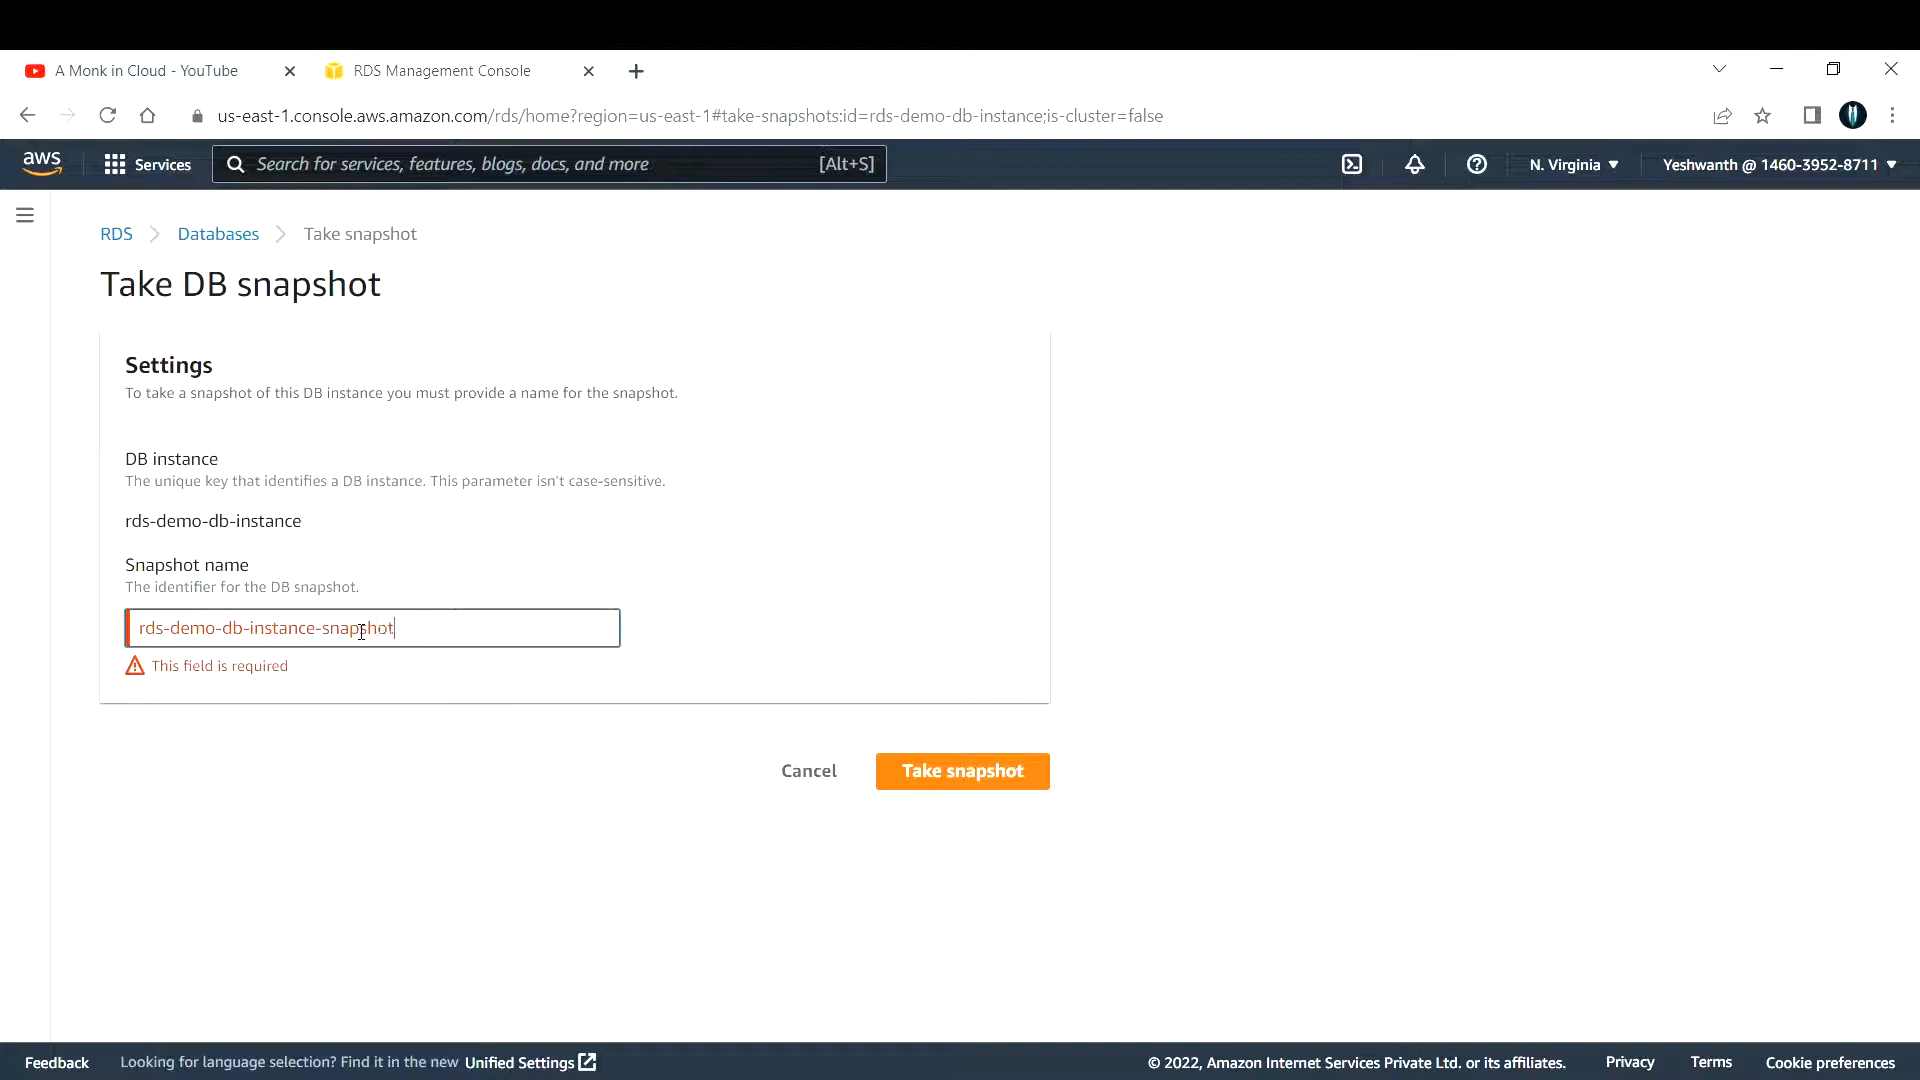 A Monk in Cloud - YouTube
RDS Management Console
us-east-1.console.aws.amazon.com/rds/home?region=us-east-1#take-snapshots:id=rds-demo-db-instance;is-cluster=false
aws
Services
Search for services, features, blogs, docs, and more
[Alt+S]
N. Virginia
Yeshwanth @ 1460-3952-8711
RDS
Databases
Take snapshot
Take DB snapshot
Settings
To take a snapshot of this DB instance you must provide a name for the snapshot.
DB instance
The unique key that identifies a DB instance. This parameter isn't case-sensitive.
rds-demo-db-instance
Snapshot name
The identifier for the DB snapshot.
rds-demo-db-instance-snapshot
This field is required
Cancel
Take snapshot
Feedback
Looking for language selection? Find it in the new Unified Settings
© 2022, Amazon Internet Services Private Ltd. or its affiliates.
Privacy
Terms
Cookie preferences